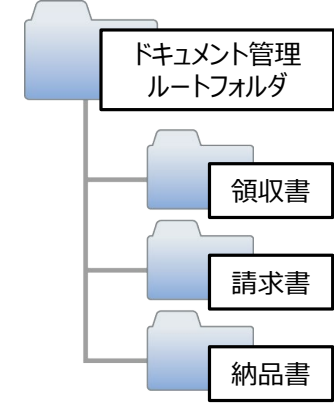 ドキュメント管理
ルートフォルダ
領収書
請求書
納品書